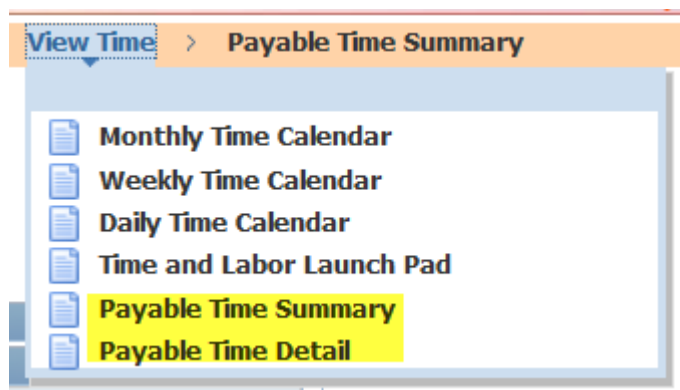 View Time > Payable Time Summary
Monthly Time Calendar
Weekly Time Calendar
Daily Time Calendar
Time and Labor Launch Pad
Payable Time Summary
Payable Time Detail